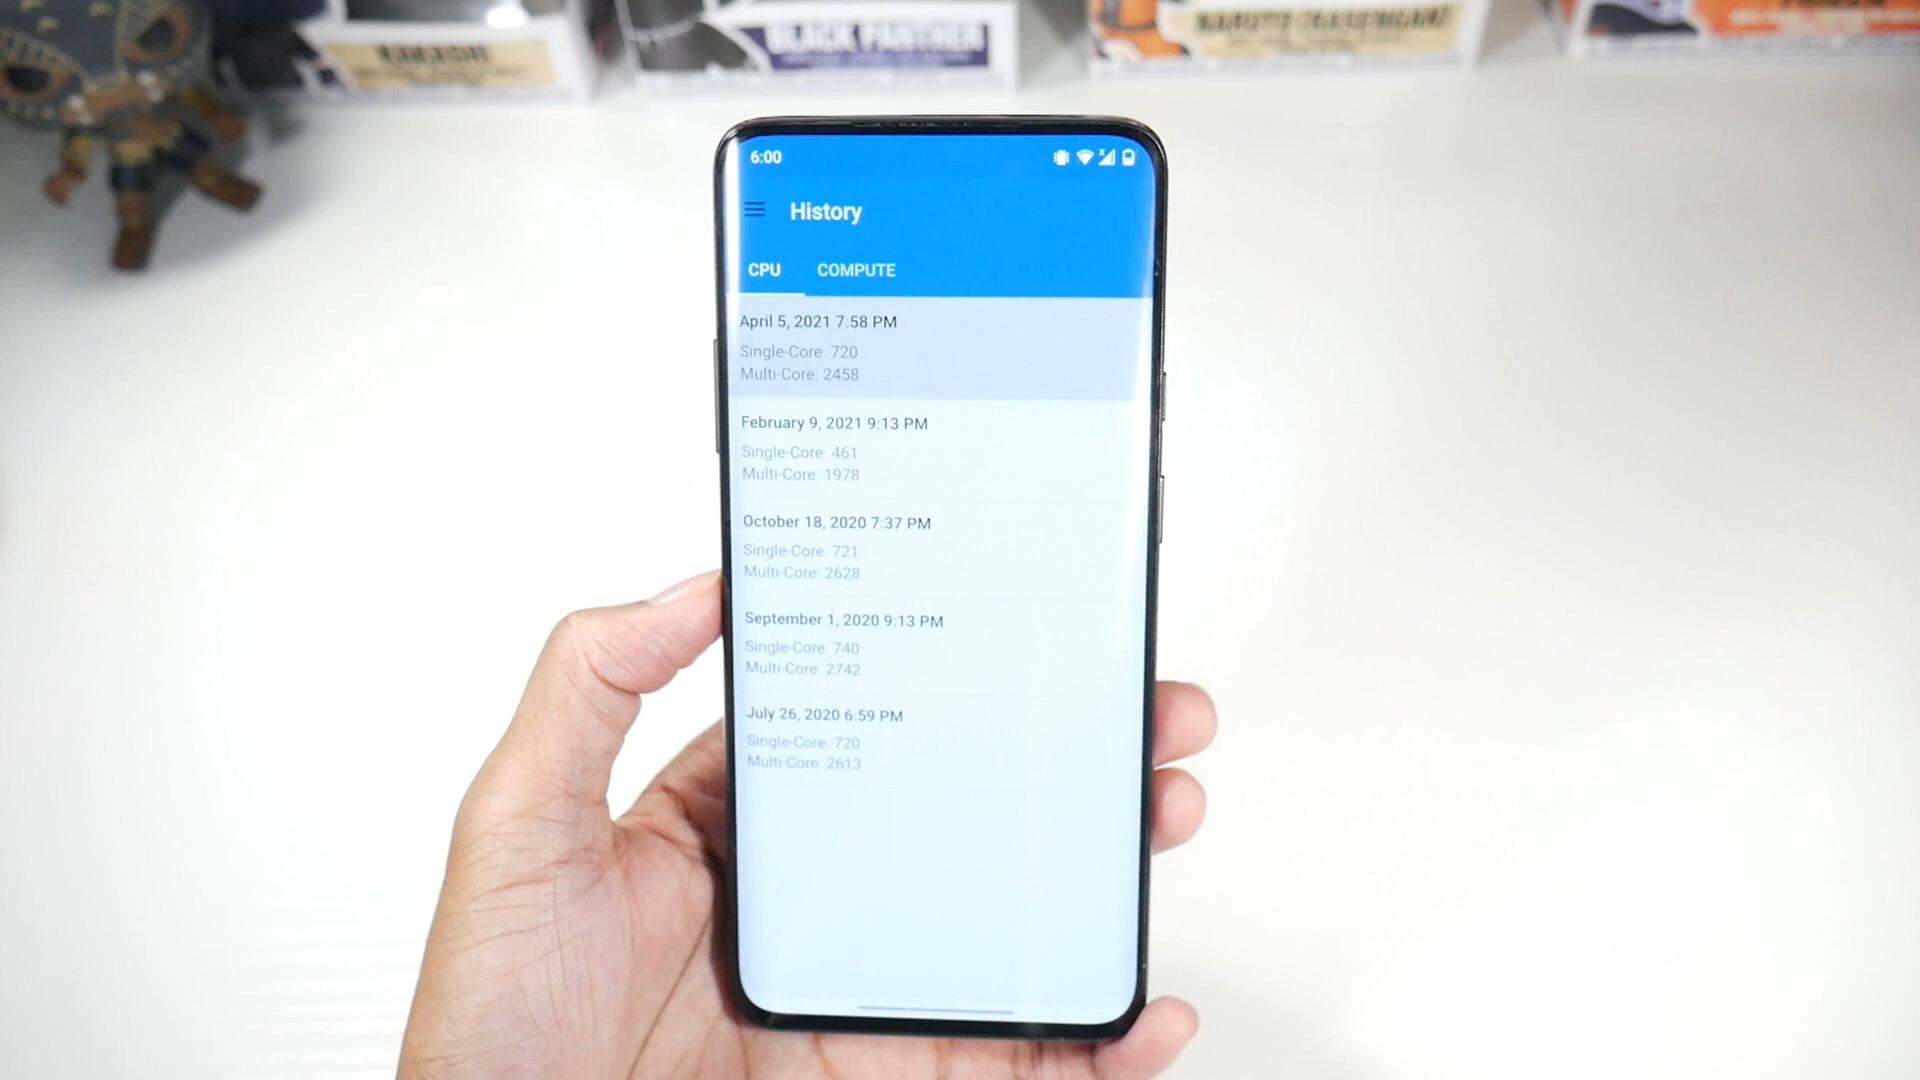 KAKASHI
BLACK PANTHER
NARUTO (RASENGAN)
6:00
History
CPU COMPUTE
April 5, 2021 7:58 PM
Single-Core: 720
Multi-Core: 2458
February 9, 2021 9:13 PM
Single-Core: 461
Multi-Core: 1978
October 18, 2020 7:37 PM
Single-Core: 721
Multi-Core: 2628
September 1, 2020 9:13 PM
Single-Core: 740
Multi-Core: 2742
July 26, 2020 6:59 PM
Single-Core: 720
Multi-Core: 2613